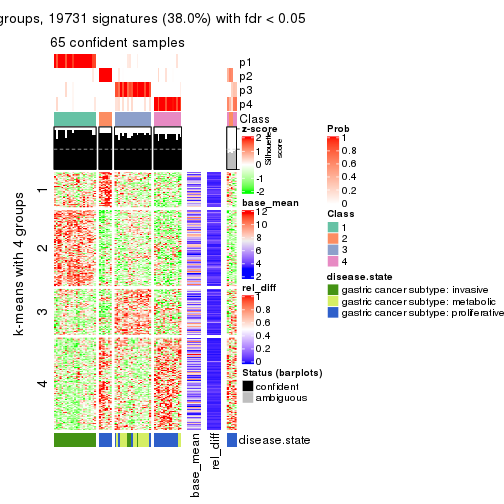 groups, 19731 signatures (38.0%) with fdr < 0.05
65 confident samples
p1
p2
p3
p4
Class
z-score
2
1
0
-1
-2
Silhouette
score
base_mean
12
10
8
6
4
2
rel_diff
1
0.8
0.6
0.4
0.2
0
Status (barplots)
confident
ambiguous
Prob
1
0.8
0.6
0.4
0.2
0
Class
1
2
3
4
disease.state
gastric cancer subtype: invasive
gastric cancer subtype: metabolic
gastric cancer subtype: proliferative
k-means with 4 groups
1
2
3
4
disease.state
base_mean
rel_diff